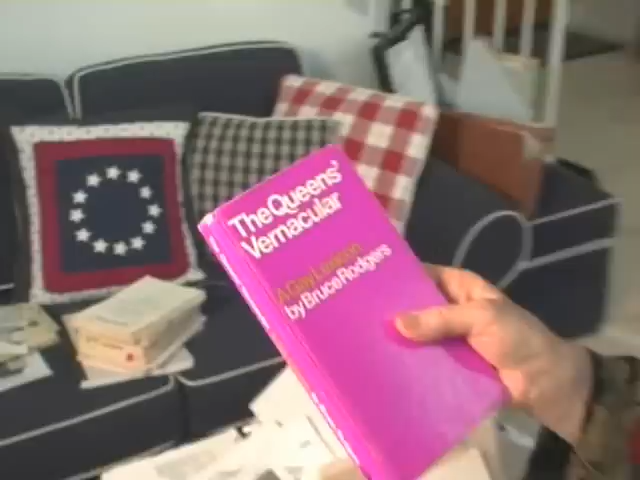 The Queens'
Vernacular
A Gay Lexicon
by Bruce Rodgers